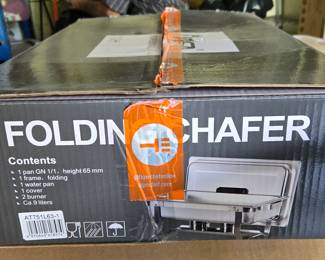 FOLDIN CHAFER
Contents
1 pan GN 1/1, height 65 mm
1 frame, folding
1 water pan
1 cover
2 burner
Ca 9 liters
AT751L63-1